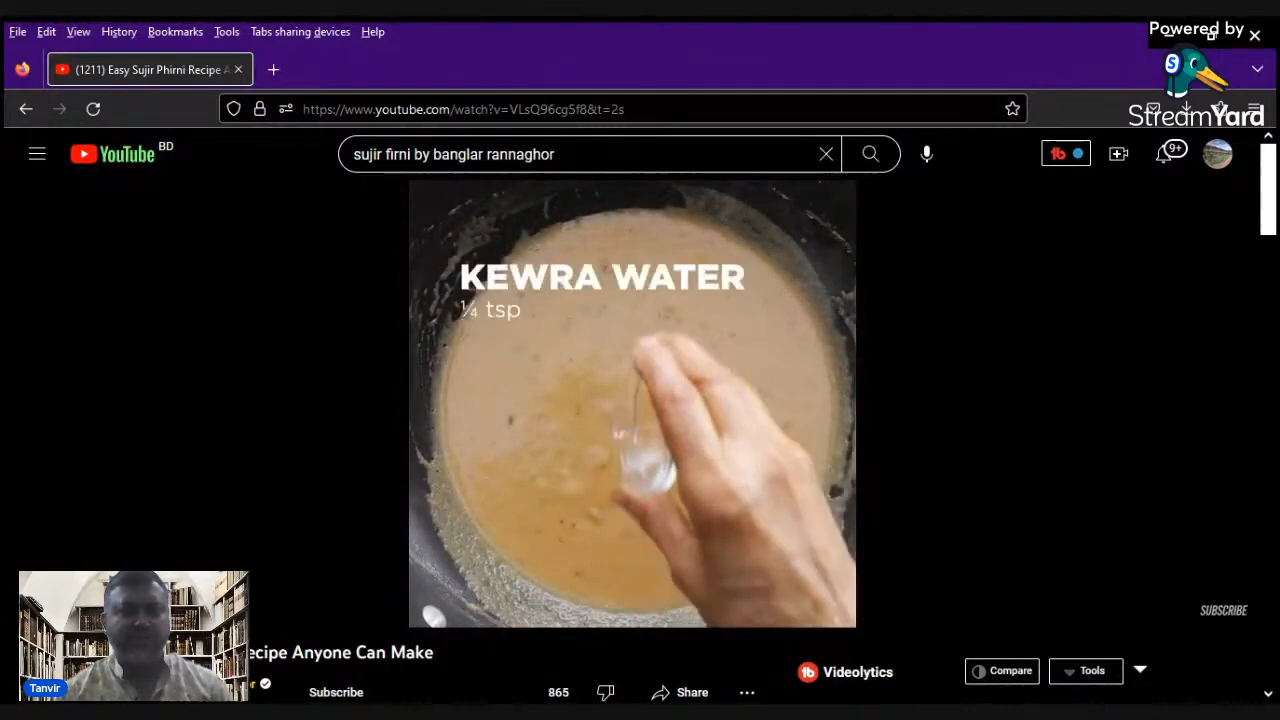 File Edit View History Bookmarks Tools Tabs sharing devices Help
Powered by
(1211) Easy Sujir Phirni Recipe A
StreamYard
https://www.youtube.com/watch?v=VLsQ96cg5f8&t=2s
YouTube BD
sujir firni by banglar rannaghor
tb
9+
KEWRA WATER
¼ tsp
SUBSCRIBE
ecipe Anyone Can Make
Videolytics
Compare
Tools
Tanvir
Subscribe
865
Share